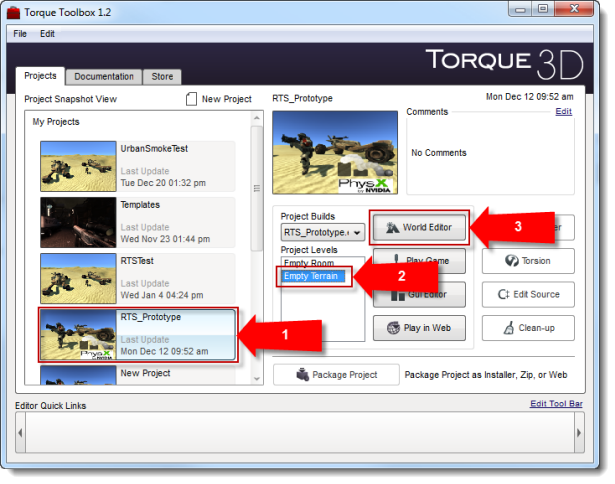 Torque Toolbox 1.2
File Edit
TORQUE 3D
Projects Documentation Store
Project Snapshot View
New Project
My Projects
UrbanSmokeTest
Last Update
Tue Dec 20 01:32 pm
Templates
Last Update
Wed Nov 23 01:44 pm
RTSTest
Last Update
Wed Jan 4 04:24 pm
RTS_Prototype
Last Update
Mon Dec 12 09:52 am
PhysX
by NVIDIA
1
New Project
RTS_Prototype
Mon Dec 12 09:52 am
PhysX
by NVIDIA
Comments
Edit
No Comments
Project Builds
RTS_Prototype.
Project Levels
Empty Room
Empty Terrain
2
World Editor
3
Play Game
Torsion
Gui Editor
Edit Source
Play in Web
Clean-up
Package Project
Package Project as Installer, Zip, or Web
Editor Quick Links
Edit Tool Bar